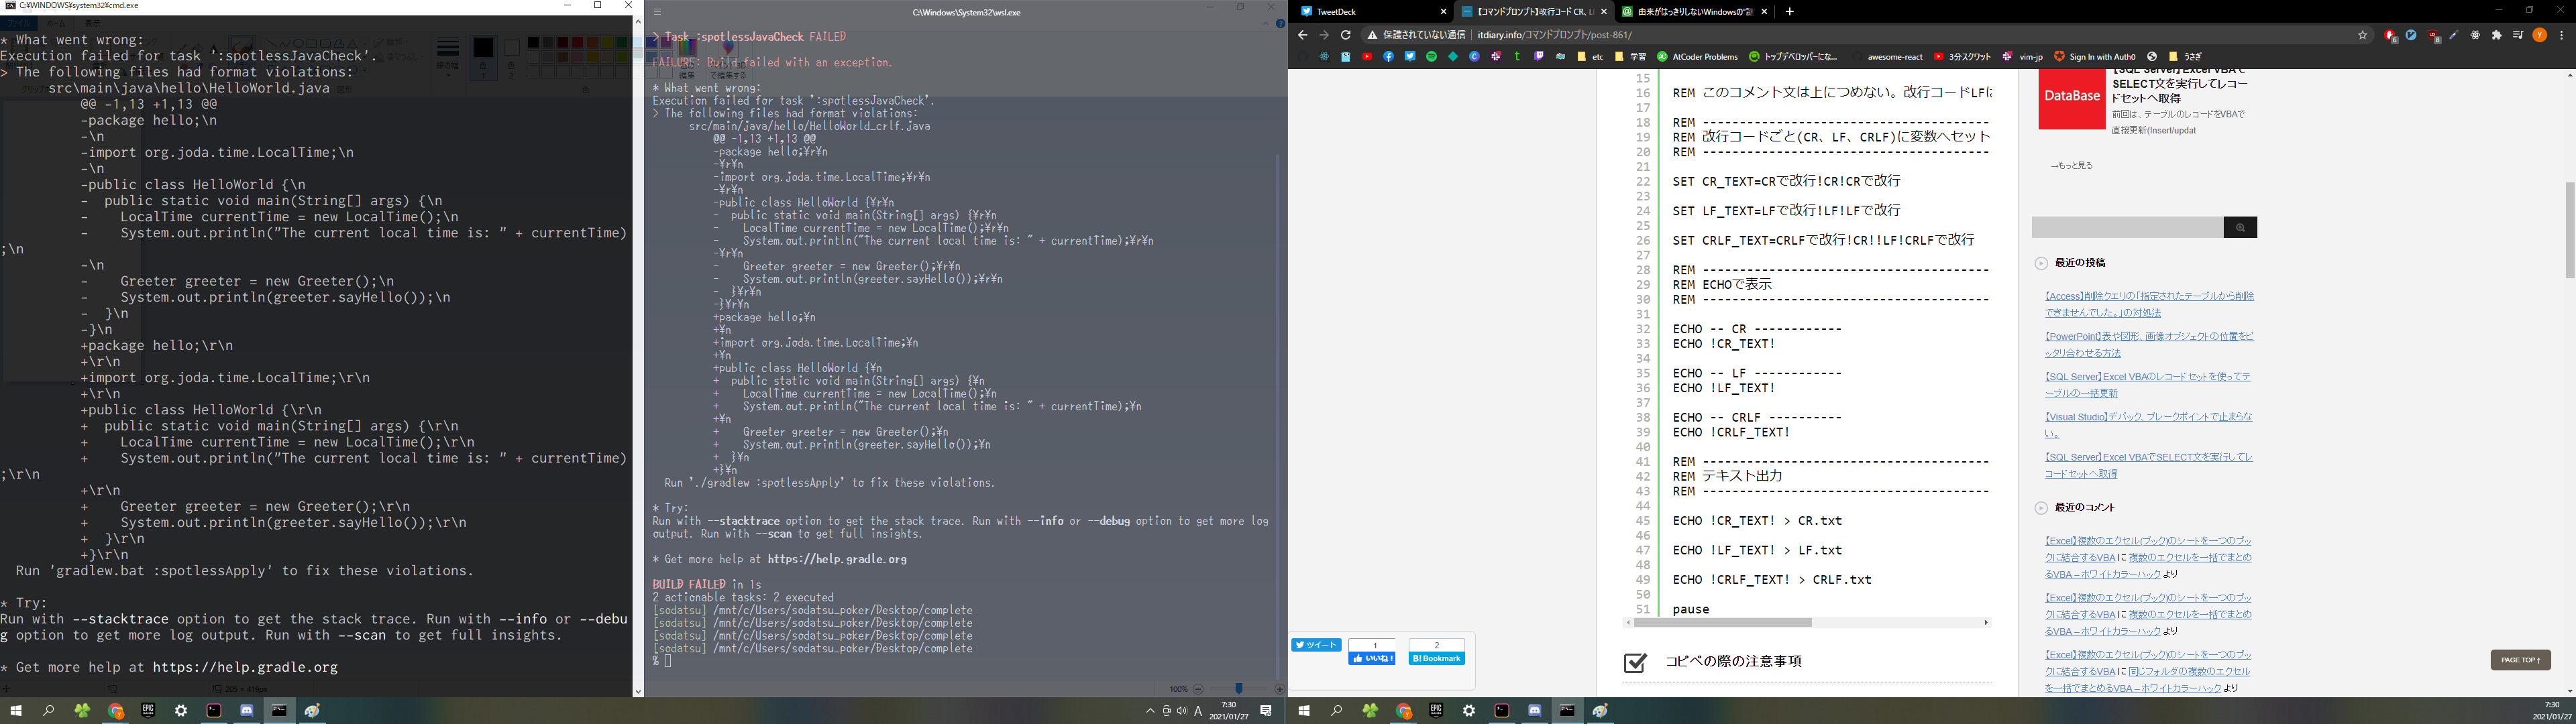 C:¥WINDOWS¥system32¥cmd.exe
* What went wrong:
Execution failed for task ':spotlessJavaCheck'.
> The following files had format violations:
src\main\java\hello\HelloWorld.java
@@ -1,13 +1,13 @@
-package hello;\n
-\n
-import org.joda.time.LocalTime;\n
-\n
-public class HelloWorld {\n
-  public static void main(String[] args) {\n
-    LocalTime currentTime = new LocalTime();\n
-    System.out.println("The current local time is: " + currentTime)
;\n
-\n
-    Greeter greeter = new Greeter();\n
-    System.out.println(greeter.sayHello());\n
-  }\n
-}\n
+package hello;\r\n
+\r\n
+import org.joda.time.LocalTime;\r\n
+\r\n
+public class HelloWorld {\r\n
+  public static void main(String[] args) {\r\n
+    LocalTime currentTime = new LocalTime();\r\n
+    System.out.println("The current local time is: " + currentTime)
;\r\n
+\r\n
+    Greeter greeter = new Greeter();\r\n
+    System.out.println(greeter.sayHello());\r\n
+  }\r\n
+}\r\n
Run 'gradlew.bat :spotlessApply' to fix these violations.
* Try:
Run with --stacktrace option to get the stack trace. Run with --info or --debu
g option to get more log output. Run with --scan to get full insights.
* Get more help at https://help.gradle.org
205 × 419px
C:\Windows\System32\wsl.exe
> Task :spotlessJavaCheck FAILED
FAILURE: Build failed with an exception.
* What went wrong:
Execution failed for task ':spotlessJavaCheck'.
> The following files had format violations:
src/main/java/hello/HelloWorld_crlf.java
@@ -1,13 +1,13 @@
-package hello;¥r¥n
-¥r¥n
-import org.joda.time.LocalTime;¥r¥n
-¥r¥n
-public class HelloWorld {¥r¥n
-  public static void main(String[] args) {¥r¥n
-    LocalTime currentTime = new LocalTime();¥r¥n
-    System.out.println("The current local time is: " + currentTime);¥r¥n
-¥r¥n
-    Greeter greeter = new Greeter();¥r¥n
-    System.out.println(greeter.sayHello());¥r¥n
-  }¥r¥n
-}¥r¥n
+package hello;¥n
+¥n
+import org.joda.time.LocalTime;¥n
+¥n
+public class HelloWorld {¥n
+  public static void main(String[] args) {¥n
+    LocalTime currentTime = new LocalTime();¥n
+    System.out.println("The current local time is: " + currentTime);¥n
+¥n
+    Greeter greeter = new Greeter();¥n
+    System.out.println(greeter.sayHello());¥n
+  }¥n
+}¥n
Run './gradlew :spotlessApply' to fix these violations.
* Try:
Run with --stacktrace option to get the stack trace. Run with --info or --debug option to get more log
output. Run with --scan to get full insights.
* Get more help at https://help.gradle.org
BUILD FAILED in 1s
2 actionable tasks: 2 executed
[sodatsu] /mnt/c/Users/sodatsu_poker/Desktop/complete
[sodatsu] /mnt/c/Users/sodatsu_poker/Desktop/complete
[sodatsu] /mnt/c/Users/sodatsu_poker/Desktop/complete
[sodatsu] /mnt/c/Users/sodatsu_poker/Desktop/complete
%
100%
A
7:30
2021/01/27
TweetDeck
【コマンドプロンプト】改行コード CR、L
由来がはっきりしないWindowsの"謎
保護されていない通信 | itdiary.info/コマンドプロンプト/post-861/
etc
学習
AtCoder Problems
トップデベロッパーにな...
awesome-react
3分スクワット
vim-jp
Sign In with Auth0
うさぎ
15
16 REM このコメント文は上につめない。改行コードLFに
17
18 REM ---------------------------------------
19 REM 改行コードごと(CR、LF、CRLF)に変数へセット
20 REM ---------------------------------------
21
22 SET CR_TEXT=CRで改行!CR!CRで改行
23
24 SET LF_TEXT=LFで改行!LF!LFで改行
25
26 SET CRLF_TEXT=CRLFで改行!CR!!LF!CRLFで改行
27
28 REM ---------------------------------------
29 REM ECHOで表示
30 REM ---------------------------------------
31
32 ECHO -- CR ------------
33 ECHO !CR_TEXT!
34
35 ECHO -- LF ------------
36 ECHO !LF_TEXT!
37
38 ECHO -- CRLF ----------
39 ECHO !CRLF_TEXT!
40
41 REM ---------------------------------------
42 REM テキスト出力
43 REM ---------------------------------------
44
45 ECHO !CR_TEXT! > CR.txt
46
47 ECHO !LF_TEXT! > LF.txt
48
49 ECHO !CRLF_TEXT! > CRLF.txt
50
51 pause
コピペの際の注意事項
ツイート
1
いいね!
2
B! Bookmark
DataBase
【SQL Server】Excel VBAで
SELECT文を実行してレコー
ドセットへ取得
前回は、テーブルのレコードをVBAで
直接更新(Insert/updat
→もっと見る
最近の投稿
【Access】削除クエリの「指定されたテーブルから削除
できませんでした。」の対処法
【PowerPoint】表や図形、画像オブジェクトの位置をピ
ッタリ合わせる方法
【SQL Server】Excel VBAのレコードセットを使ってテ
ーブルの一括更新
【Visual Studio】デバック、ブレークポイントで止まらな
い。
【SQL Server】Excel VBAでSELECT文を実行してレ
コードセットへ取得
最近のコメント
【Excel】複数のエクセル(ブック)のシートを一つのブッ
クに結合するVBA に 複数のエクセルを一括でまとめ
るVBA – ホワイトカラーハック より
【Excel】複数のエクセル(ブック)のシートを一つのブッ
クに結合するVBA に 複数のエクセルを一括でまとめ
るVBA – ホワイトカラーハック より
【Excel】複数のエクセル(ブック)のシートを一つのブッ
クに結合するVBA に 同じフォルダの複数のエクセル
を一括でまとめるVBA – ホワイトカラーハック より
PAGE TOP ↑
7:30
2021/01/27